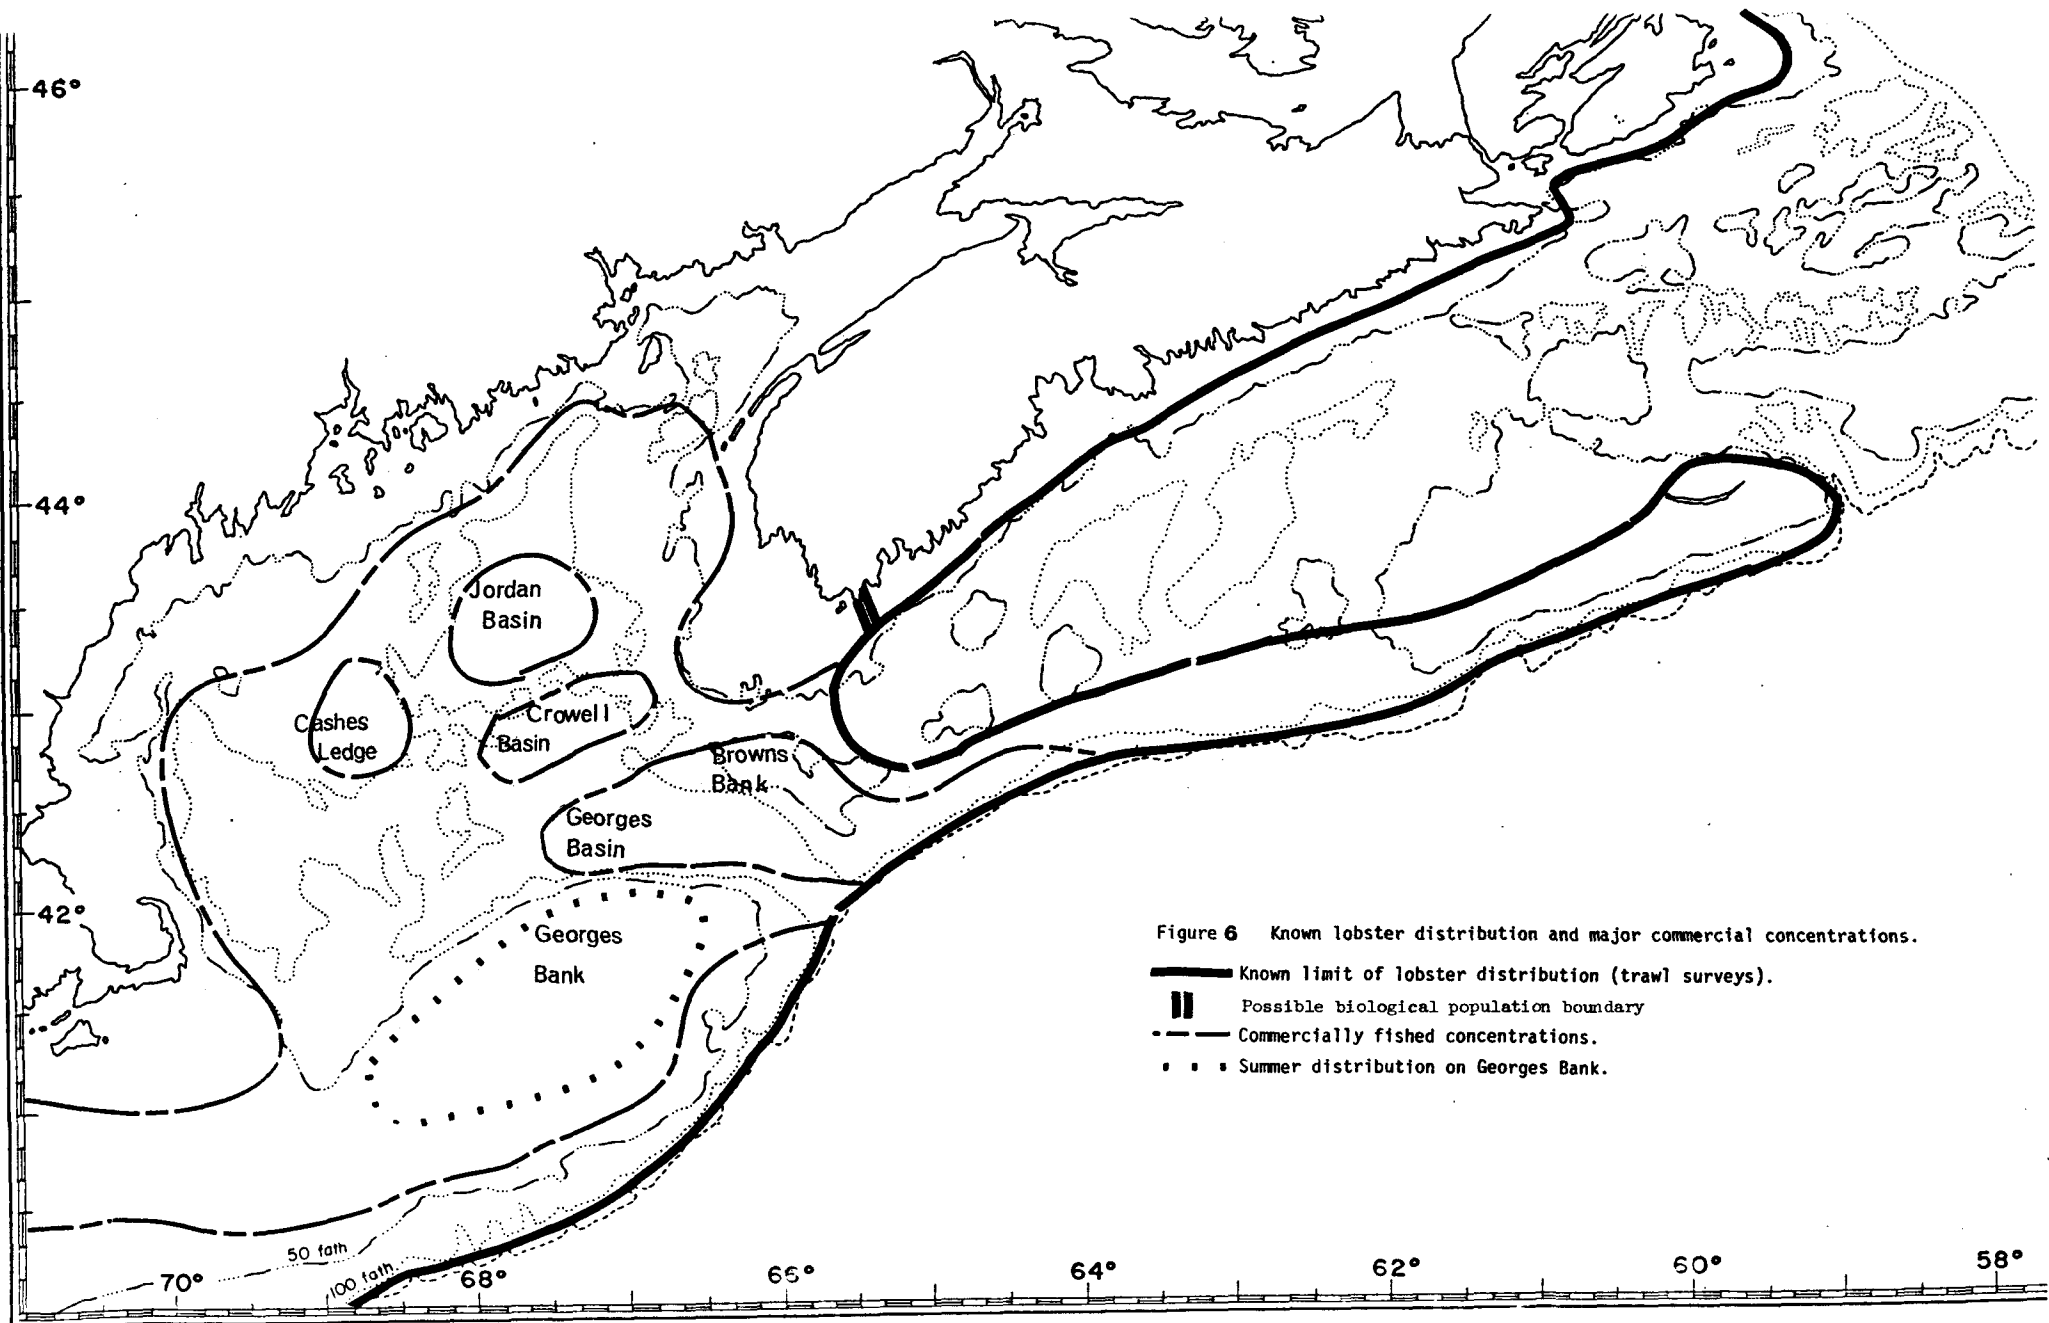 46°
44°
Jordan
Basin
Cashes
Ledge
Crowell
Basin
Browns
Bank
Georges
Basin
42°
Georges
Bank
Figure 6 Known lobster distribution and major commercial concentrations.
Known limit of lobster distribution (trawl surveys).
Possible biological population boundary
Commercially fished concentrations.
Summer distribution on Georges Bank.
50 fath
100 fath.
70°
68°
66°
64°
62°
60°
58°